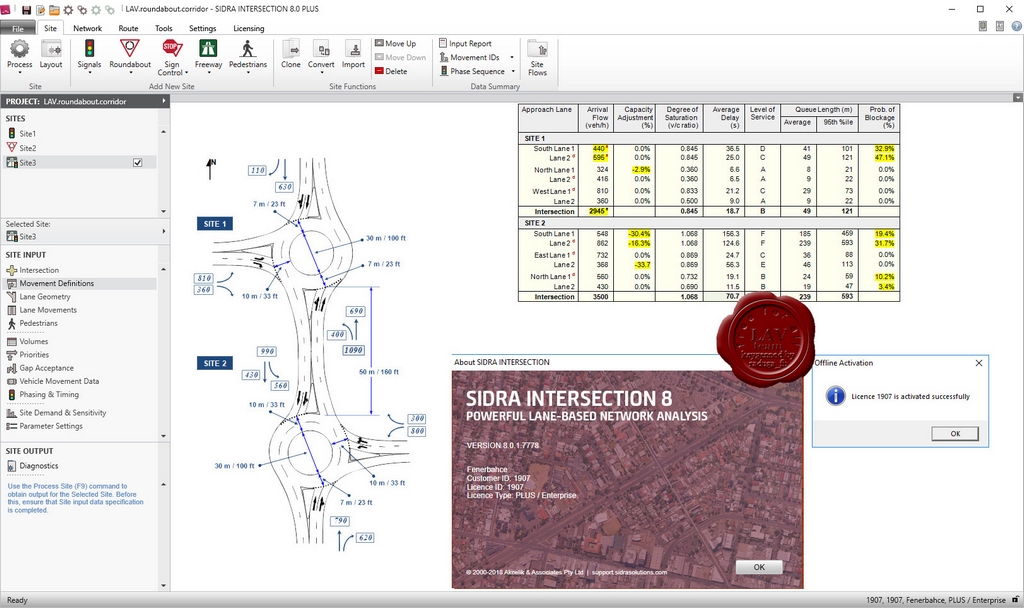 LAV.roundabout.corridor - SIDRA INTERSECTION 8.0 PLUS
File Site Network Route Tools Settings Licensing
Process Layout Signals Roundabout Sign Control Freeway Pedestrians Clone Convert Import
Move Up
Move Down
Delete
Input Report
Movement IDs
Phase Sequence
Site Flows
Site Add New Site Site Functions Data Summary
PROJECT: LAV.roundabout.corridor
SITES
Site1
Site2
Site3
Selected Site:
Site3
SITE INPUT
Intersection
Movement Definitions
Lane Geometry
Lane Movements
Pedestrians
Volumes
Priorities
Gap Acceptance
Vehicle Movement Data
Phasing & Timing
Site Demand & Sensitivity
Parameter Settings
SITE OUTPUT
Diagnostics
Use the Process Site (F9) command to
obtain output for the Selected Site. Before
this, ensure that Site input data specification
is completed.
N
110
630
7 m / 23 ft
SITE 1
30 m / 100 ft
7 m / 23 ft
810
360
10 m / 33 ft
690
400
1090
SITE 2
990
430
560
50 m / 160 ft
10 m / 33 ft
300
800
30 m / 100 ft
10 m / 33 ft
7 m / 23 ft
790
620
Approach Lane Arrival Flow (veh/h) Capacity Adjustment (%) Degree of Saturation (v/c ratio) Average Delay (s) Level of Service Queue Length (m) Average 95th %ile Prob. of Blockage (%)
SITE 1
South Lane 1 440 0.0% 0.845 36.5 D 41 101 32.9%
Lane 2 d 595 0.0% 0.845 25.0 C 49 121 47.1%
North Lane 1 324 -2.9% 0.360 6.6 A 8 21 0.0%
Lane 2 d 416 0.0% 0.360 6.5 A 9 22 0.0%
West Lane 1 d 810 0.0% 0.833 21.2 C 29 73 0.0%
Lane 2 360 0.0% 0.500 9.0 A 9 22 0.0%
Intersection 2945 0.845 18.7 B 49 121
SITE 2
South Lane 1 548 -30.4% 1.068 156.3 F 185 459 19.4%
Lane 2 d 862 -16.3% 1.068 124.6 F 239 593 31.7%
East Lane 1 d 732 0.0% 0.869 24.7 C 36 88 0.0%
Lane 2 368 -33.7 0.869 56.3 E 46 113 0.0%
North Lane 1 d 560 0.0% 0.732 19.1 B 24 59 10.2%
Lane 2 430 0.0% 0.690 11.5 B 19 47 3.4%
Intersection 3500 1.068 70.7 239 593
LAV
team
About SIDRA INTERSECTION
SIDRA INTERSECTION 8
POWERFUL LANE-BASED NETWORK ANALYSIS
VERSION 8.0.1.7778
Fenerbahce
Customer ID: 1907
Licence ID: 1907
Licence Type: PLUS / Enterprise
© 2000-2018 Akcelik & Associates Pty Ltd | support.sidrasolutions.com
OK
Offline Activation
Licence 1907 is activated successfully
OK
Ready
1907, 1907, Fenerbahce, PLUS / Enterprise